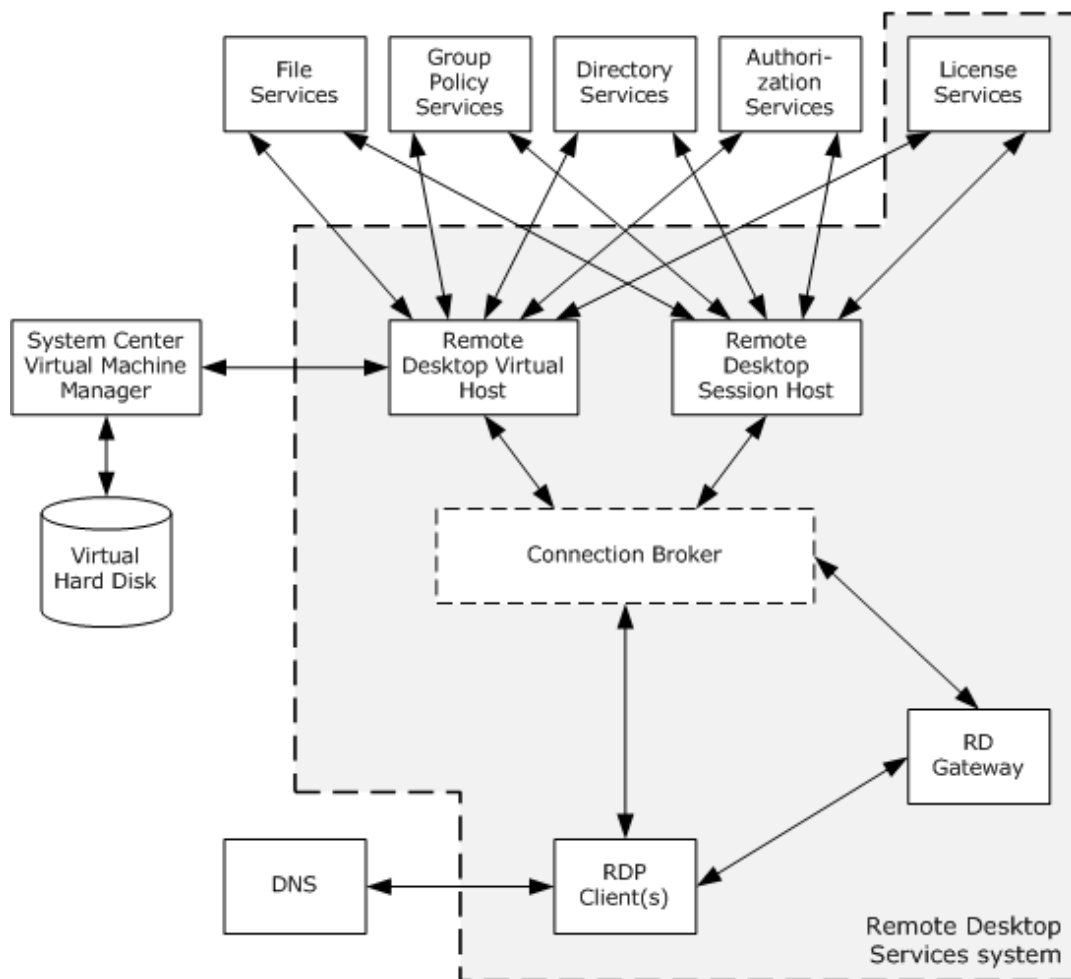 File
Services
Group
Policy
Services
Directory
Services
Authori-
zation
Services
License
Services
System Center
Virtual Machine
Manager
Remote
Desktop Virtual
Host
Remote
Desktop
Session Host
Virtual
Hard Disk
Connection Broker
RD
Gateway
DNS
RDP
Client(s)
Remote Desktop
Services system